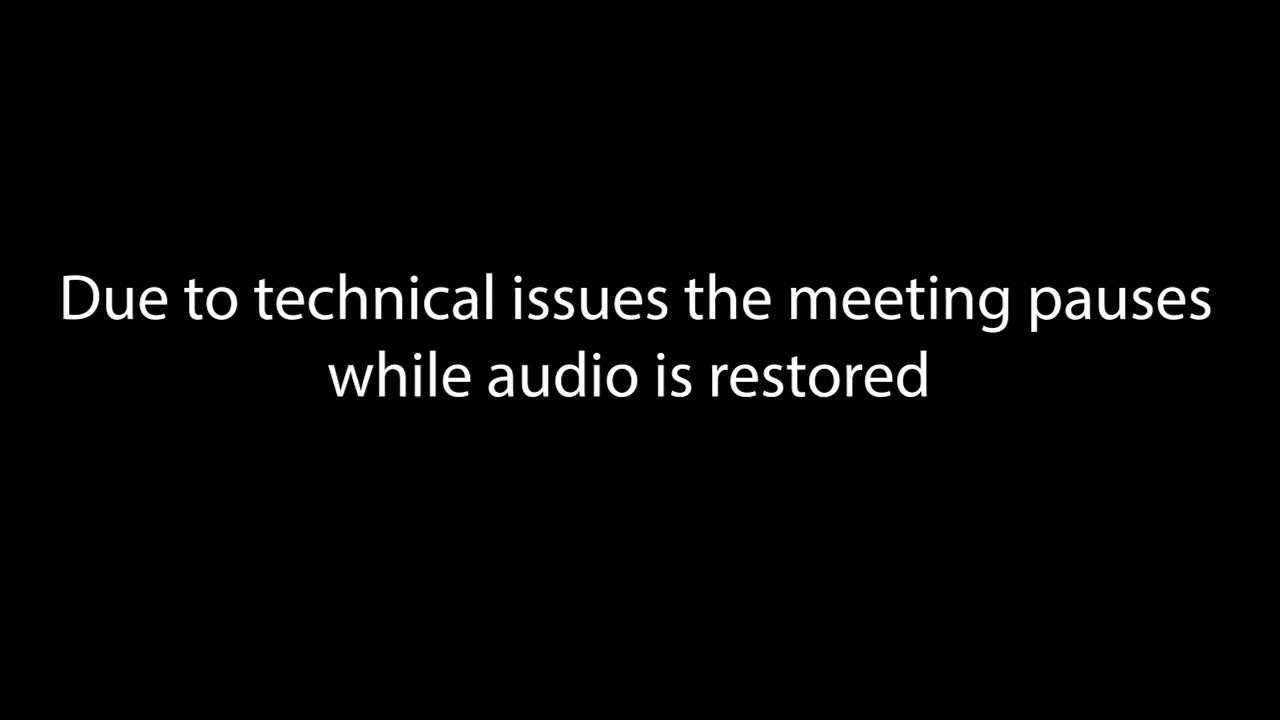 Due to technical issues the meeting pauses
while audio is restored